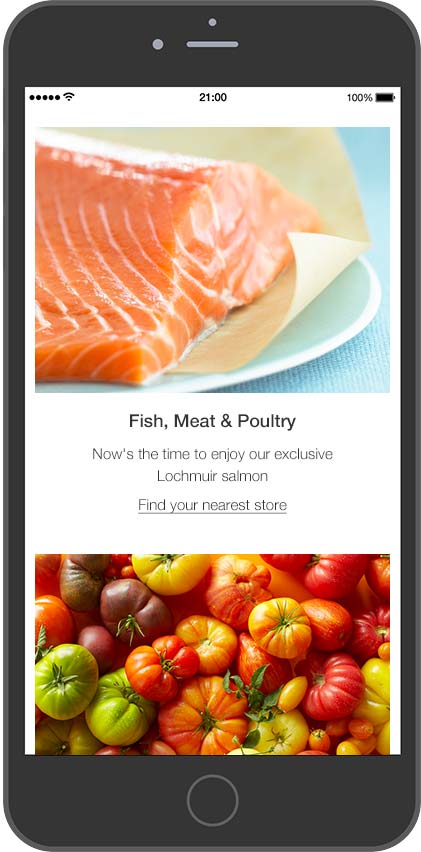 21:00
100%
Fish, Meat & Poultry
Now's the time to enjoy our exclusive
Lochmuir salmon
Find your nearest store